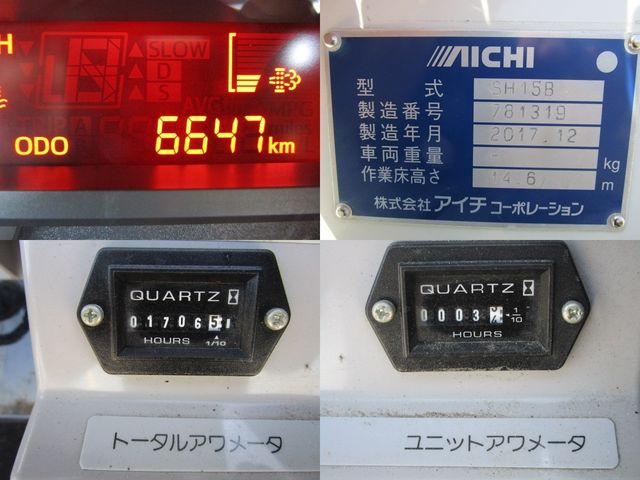 H
SLOW
D
S
ODO 6647km
AICHI
型 式 SH15B
製造番号 781319
製造年月 2017.12
車両重量 - kg
作業床高さ 14.6 m
株式会社 アイチ コーポレーション
QUARTZ
01706
HOURS 1/10
トータルアワメータ
QUARTZ
0003 1/10
HOURS
ユニットアワメータ